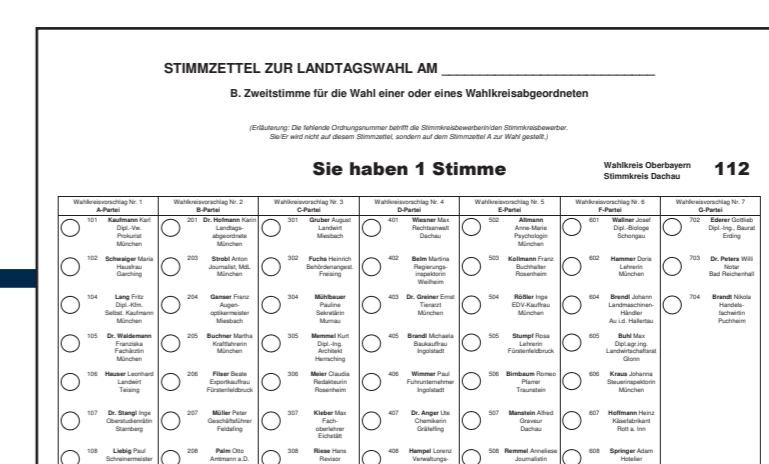 STIMMZETTEL ZUR LANDTAGSWAHL AM
B. Zweitstimme für die Wahl einer oder eines Wahlkreisabgeordneten
(Erläuterung: Die fehlende Ordnungsnummer betrifft die Stimmkreisbewerberin/den Stimmkreisbewerber.
Sie/Er wird nicht auf diesem Stimmzettel, sondern auf dem Stimmzettel A zur Wahl gestellt.)
Sie haben 1 Stimme
Wahlkreis Oberbayern
Stimmkreis Dachau
112
Wahlkreisvorschlag Nr. 1
A-Partei
101 Kaufmann Karl
Dipl.-Vw.
Prokurist
München
102 Schwaiger Maria
Hausfrau
Garching
104 Lang Fritz
Dipl.-Kfm.
Selbst. Kaufmann
München
105 Dr. Waldemann
Franziska
Fachärztin
München
106 Hauser Leonhard
Landwirt
Teising
107 Dr. Stangl Inge
Oberstudienrätin
Starnberg
108 Liebig Paul
Schreinermeister
Wahlkreisvorschlag Nr. 2
B-Partei
201 Dr. Hofmann Karin
Landtags-
abgeordnete
München
203 Strobl Anton
Journalist, MdL
München
204 Ganser Franz
Augen-
optikermeister
Miesbach
205 Buchner Martha
Kraftfahrerin
München
206 Filser Beate
Exportkauffrau
Fürstenfeldbruck
207 Müller Peter
Geschäftsführer
Feldafing
208 Palm Otto
Amtmann a.D.
Wahlkreisvorschlag Nr. 3
C-Partei
301 Gruber August
Landwirt
Miesbach
302 Fuchs Heinrich
Behördenangest.
Freising
304 Mühlbauer
Pauline
Sekretärin
Murnau
305 Memmel Kurt
Dipl.-Ing.
Architekt
Herrsching
306 Meier Claudia
Redakteurin
Rosenheim
307 Kleber Max
Fach-
oberlehrer
Eichstätt
308 Riese Hans
Revisor
Wahlkreisvorschlag Nr. 4
D-Partei
401 Wesner Max
Rechtsanwalt
Dachau
402 Belm Martina
Regierungs-
inspektorin
Weilheim
403 Dr. Greiner Ernst
Tierarzt
München
405 Brandl Michaela
Baukauffrau
Ingolstadt
406 Wimmer Paul
Fuhrunternehmer
Ingolstadt
407 Dr. Anger Ute
Chemikerin
Gräfelfing
408 Hampel Lorenz
Verwaltungs-
Wahlkreisvorschlag Nr. 5
E-Partei
502 Altmann
Anne-Marie
Psychologin
München
503 Kollmann Franz
Buchhalter
Rosenheim
504 Rößler Inge
EDV-Kauffrau
München
505 Stumpf Rosa
Lehrerin
Fürstenfeldbruck
506 Birnbaum Romeo
Pfarrer
Traunstein
507 Manstein Alfred
Graveur
Dachau
508 Remmel Anneliese
Journalistin
Wahlkreisvorschlag Nr. 6
F-Partei
601 Wallner Josef
Dipl.-Biologe
Schongau
602 Hammer Doris
Lehrerin
München
604 Brendl Johann
Landmaschinen-
Händler
Au i.d. Hallertau
605 Buhl Max
Dipl.agr.ing.
Landwirtschaftsrat
Glonn
606 Kraus Johanna
Steuerinspektorin
München
607 Hoffmann Heinz
Käsefabrikant
Rott a. Inn
608 Springer Adam
Hotelier
Wahlkreisvorschlag Nr. 7
G-Partei
702 Ederer Gottlieb
Dipl.-Ing., Baurat
Erding
703 Dr. Peters Willi
Notar
Bad Reichenhall
704 Brandt Nikola
Handels-
fachwirtin
Puchheim